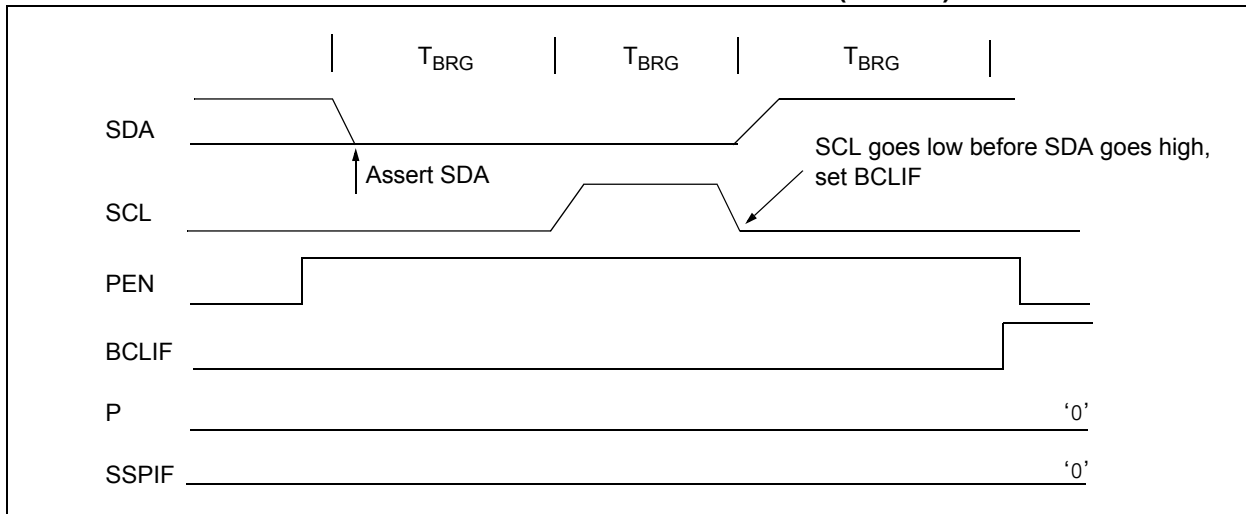 T_BRG T_BRG T_BRG
SDA
SCL goes low before SDA goes high,
set BCLIF
Assert SDA
SCL
PEN
BCLIF
P
‘0’
SSPIF
‘0’